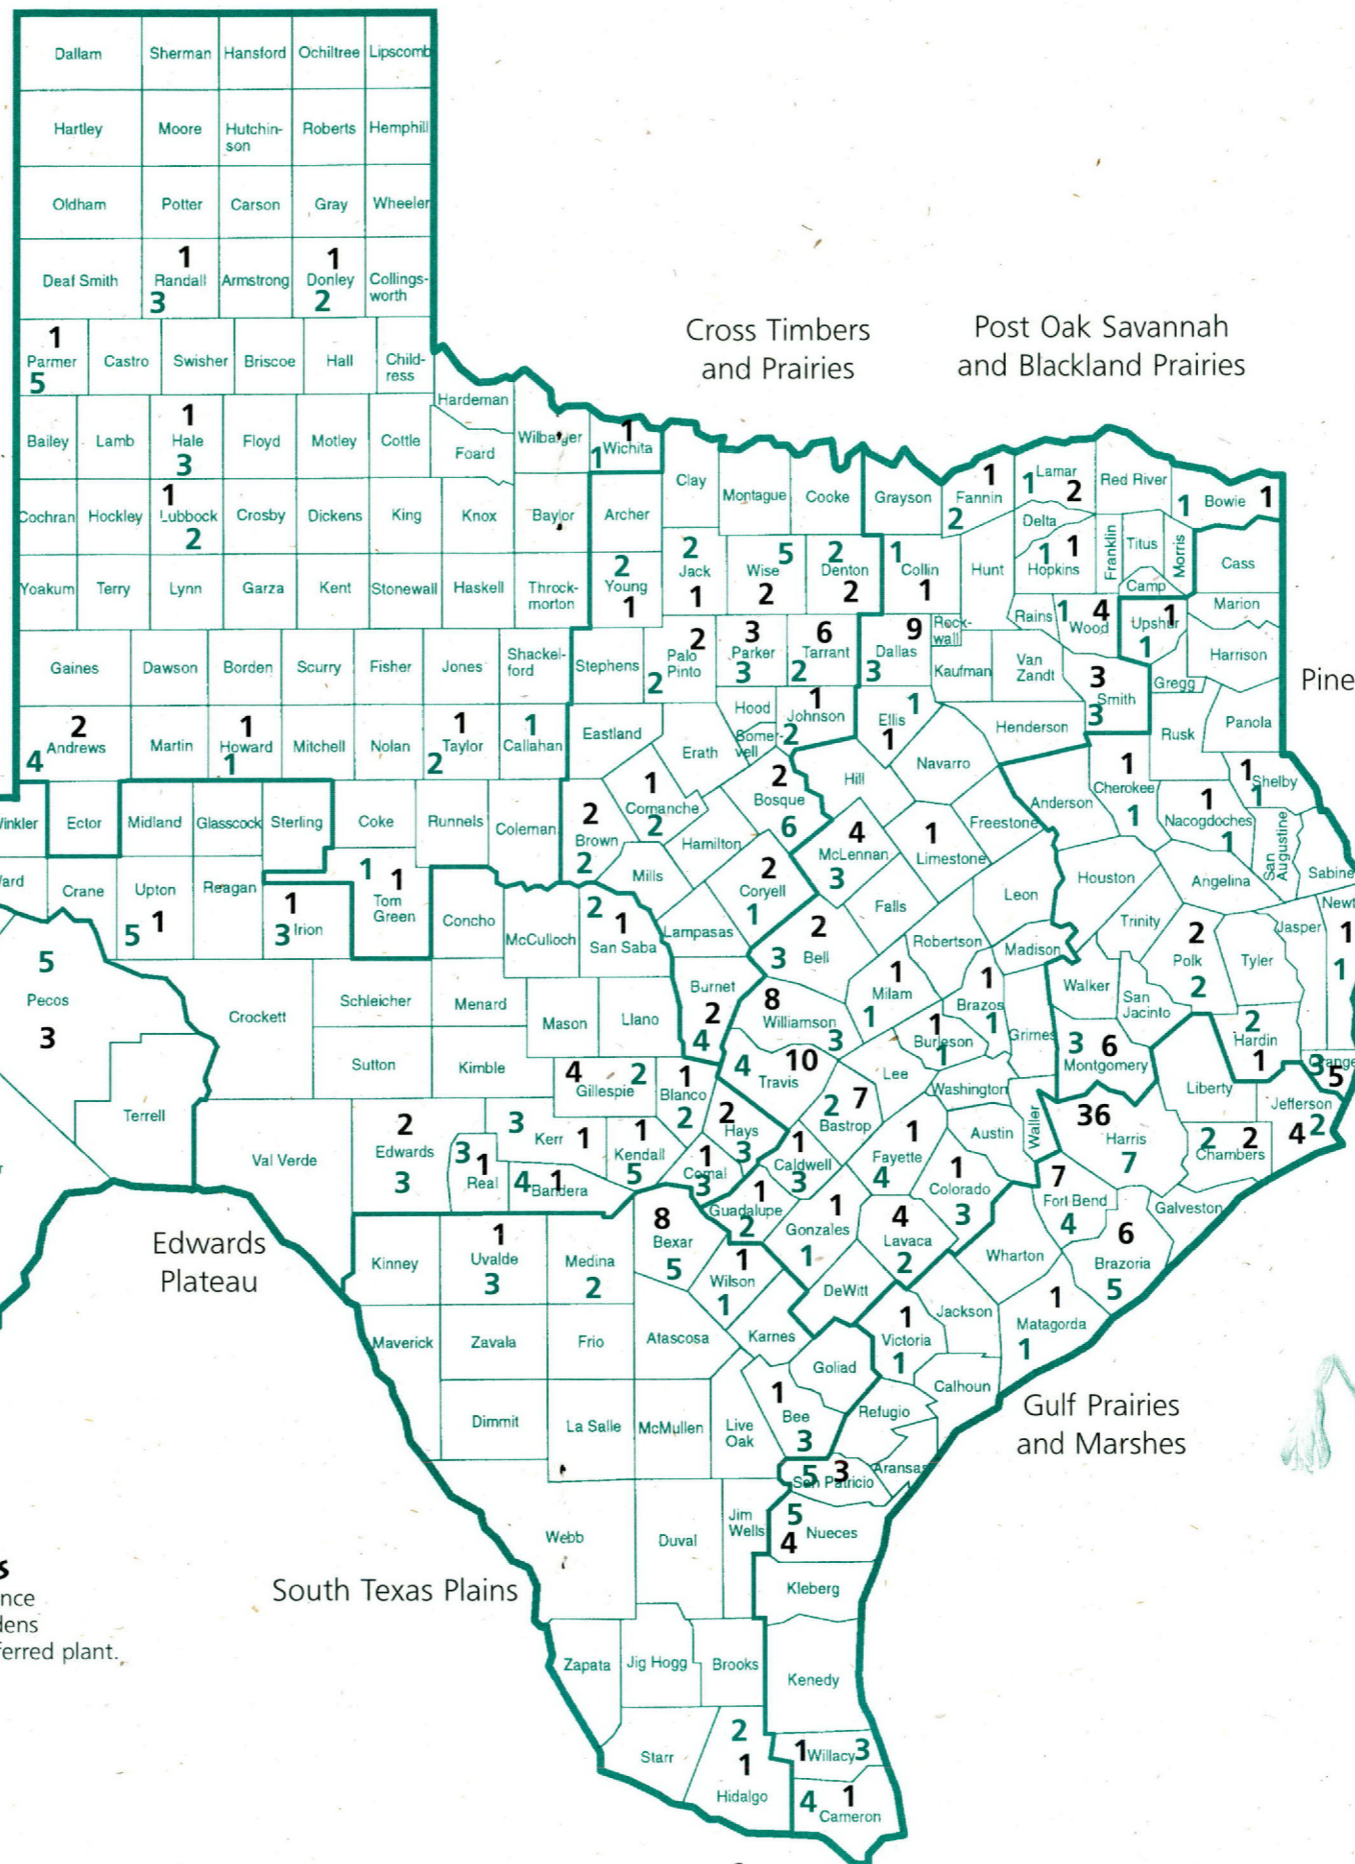 Dallam Sherman Hansford Ochiltree Lipscomb
Hartley Moore Hutchin- Roberts Hemphill
son
Oldham Potter Carson Gray Wheeler
1 1
Deaf Smith Randall Armstrong Donley Collings-
3 2 worth
Cross Timbers
and Prairies
Post Oak Savannah
and Blackland Prairies
1
Parmer Castro Swisher Briscoe Hall Child-
5 ress
Hardeman
1 1
Bailey Lamb Hale Floyd Motley Cottle Foard Wilbarger 1 Wichita
3
1 Clay Montague Cooke Grayson 1 Fannin 2 1 Lamar 2 Red River 1 Bowie 1
Cochran Hockley Lubbock Crosby Dickens King Knox Baylor Archer
2
Delta Franklin Titus Morris Cass
Yoakum Terry Lynn Garza Kent Stonewall Haskell Throck-
morton
2 Young 1 2 Jack 1 5 Wise 2 2 Denton 2 1 Collin 1 Hunt 1 1 Hopkins Camp
Marion
Rains 1 4 Wood 1 Upshur 1 Harrison
Gaines Dawson Borden Scurry Fisher Jones Shackel-
ford
Stephens 2 Palo
Pinto 2 3 Parker 3 6 Tarrant 2 9 Dallas 3 Rock-
wall
Kaufman Van
Zandt 3 Smith 3 Gregg
Pine
2 Andrews 4 Martin 1 Howard 1 Mitchell Nolan 1 Taylor 2 1 Callahan
Eastland Erath Hood Somer-
vell 1 Johnson 2 Ellis 1 1 Henderson Rusk Panola
Navarro
inkler Ector Midland Glasscock Sterling Coke Runnels Coleman
2 Brown 2 1 Comanche 2 2 Bosque 6 Hill Freestone Anderson 1 Cherokee 1 1 Nacogdoches 1 1 Shelby 1
Hamilton 4 McLennan 3 1 Limestone San
Augustine Sabine
ard Crane Upton 5 1 Reagan 1 3 Irion 1 1 Tom
Green Concho McCulloch 2 1 San Saba
Mills 2 Coryell 1 Lampasas Falls Leon Houston Angelina
Trinity 2 Polk 2 Tyler Jasper Newt 1 1
5
Pecos
3
Crockett Schleicher Menard Mason Llano
Burnet 2 4 2 Bell 3 Robertson Madison
1 Milam 1 1 Brazos 1 Grimes Walker San
Jacinto
8 Williamson 3 1 Burleson 1 3 6 Montgomery Liberty 2 Hardin 1 3 5 Orange
Terrell Sutton Kimble 4 2 Gillespie 1 Blanco 2
4 10 Travis Lee Washington
2 7 Bastrop Austin Waller 36 Harris 7 2 2 Chambers Jefferson 4 2
Val Verde 2 Edwards 3 3 1 Real 3 Kerr 1 4 1 Bandera 1 Kendall 5
2 Hays 3 1 Comal 3 1 Caldwell 3 1 Fayette 4 1 Colorado 3
7 Fort Bend 4 Galveston
Edwards
Plateau
Kinney 1 Uvalde 3 Medina 2 8 Bexar 5
1 Guadalupe 2 1 Gonzales 1 4 Lavaca 2 Wharton 6 Brazoria 5
1 Wilson 1 DeWitt Jackson 1 Matagorda 1
Maverick Zavala Frio Atascosa Karnes Goliad 1 Victoria 1 Calhoun
Dimmit La Salle McMullen Live
Oak 1 Bee 3 Refugio Aransas
Gulf Prairies
and Marshes
5 3 San Patricio
Webb Duval Jim
Wells 5 4 Nueces
Kleberg
South Texas Plains
s
nce
dens
ferred plant.
Zapata Jig Hogg Brooks Kenedy
Starr 2 1 Hidalgo 1 Willacy 3
4 1 Cameron